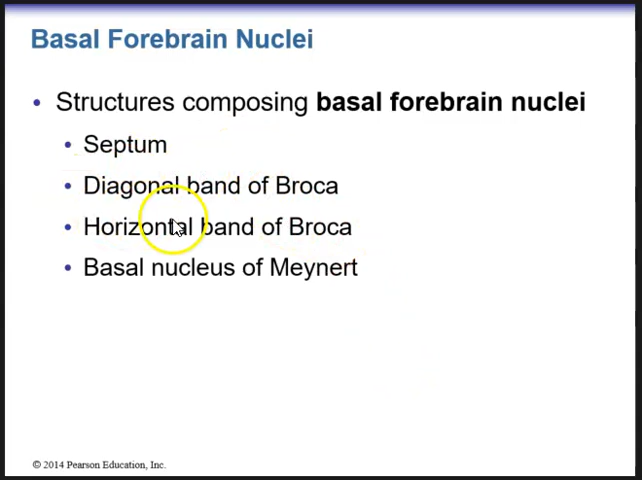 Basal Forebrain Nuclei
• Structures composing basal forebrain nuclei
• Septum
• Diagonal band of Broca
• Horizontal band of Broca
• Basal nucleus of Meynert
© 2014 Pearson Education, Inc.